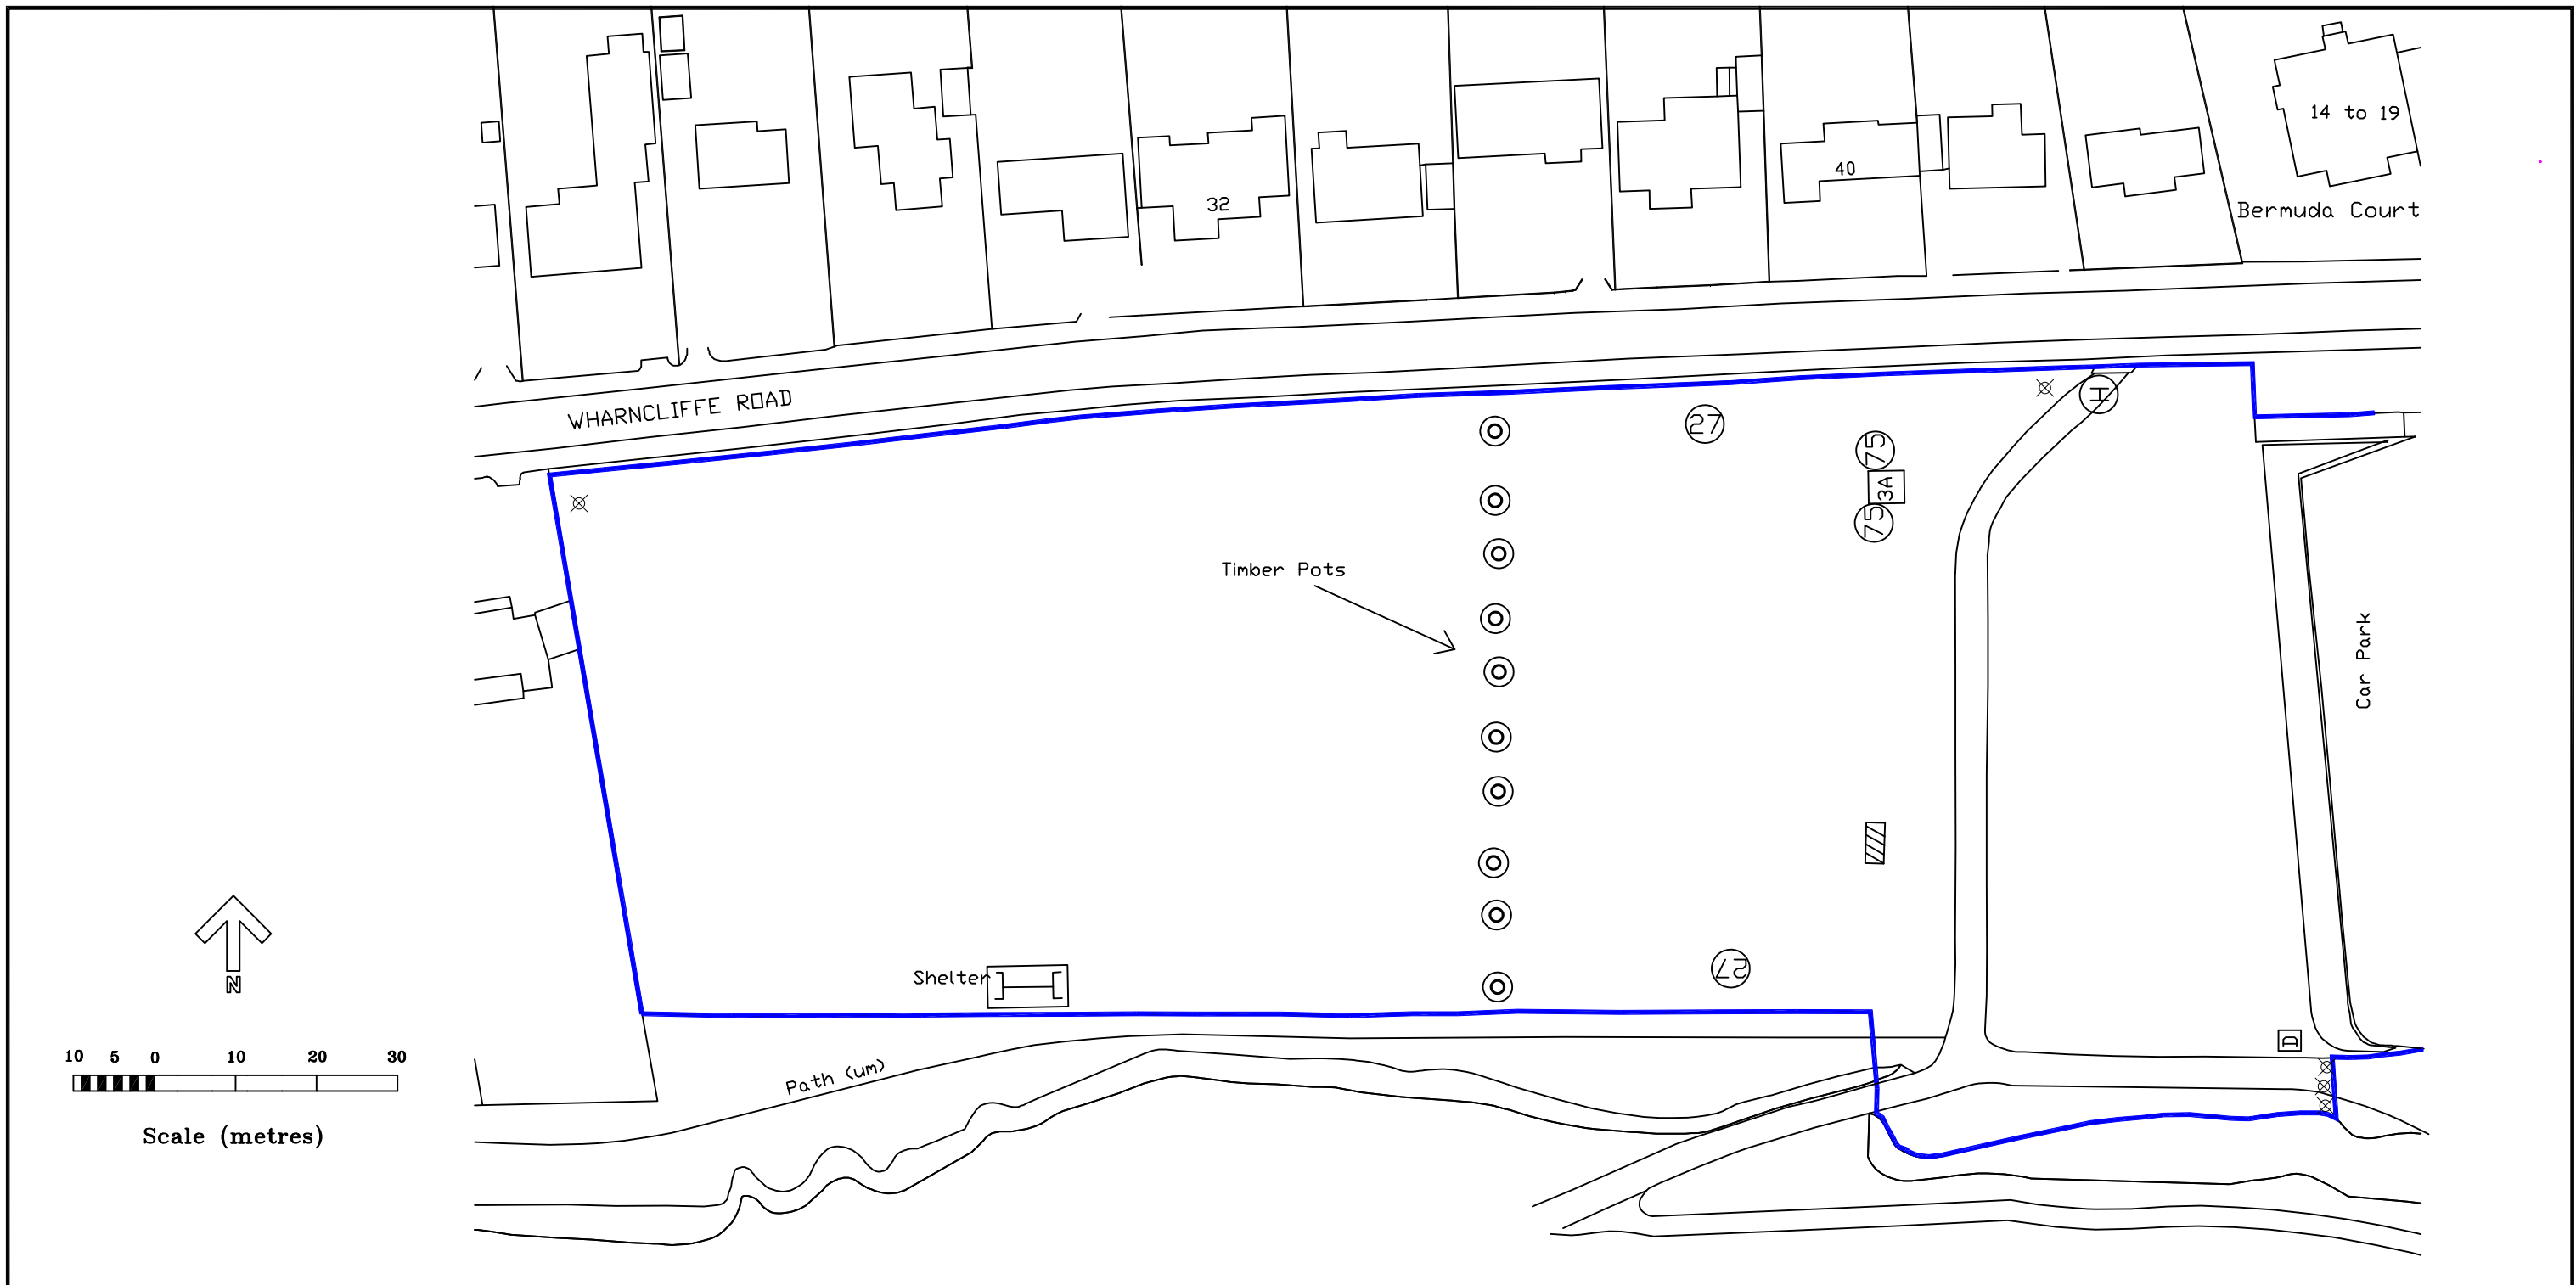 14 to 19
40
32
Bermuda Court
WHARNCLIFFE ROAD
H
27
75
3A
75
Timber Pots
Car Park
27
Shelter
N
D
10 5 0 10 20 30
Path (um)
Scale (metres)